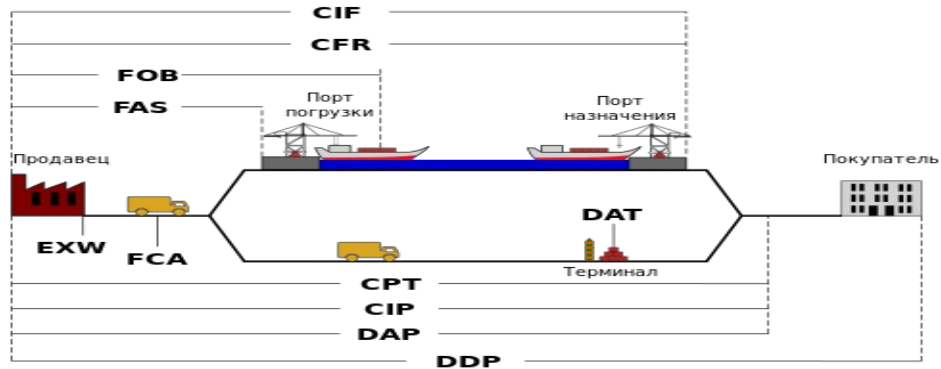 CIF
CFR
FOB
FAS
Порт
погрузки
Порт
назначения
Продавец
Покупатель
EXW
FCA
DAT
Терминал
CPT
CIP
DAP
DDP